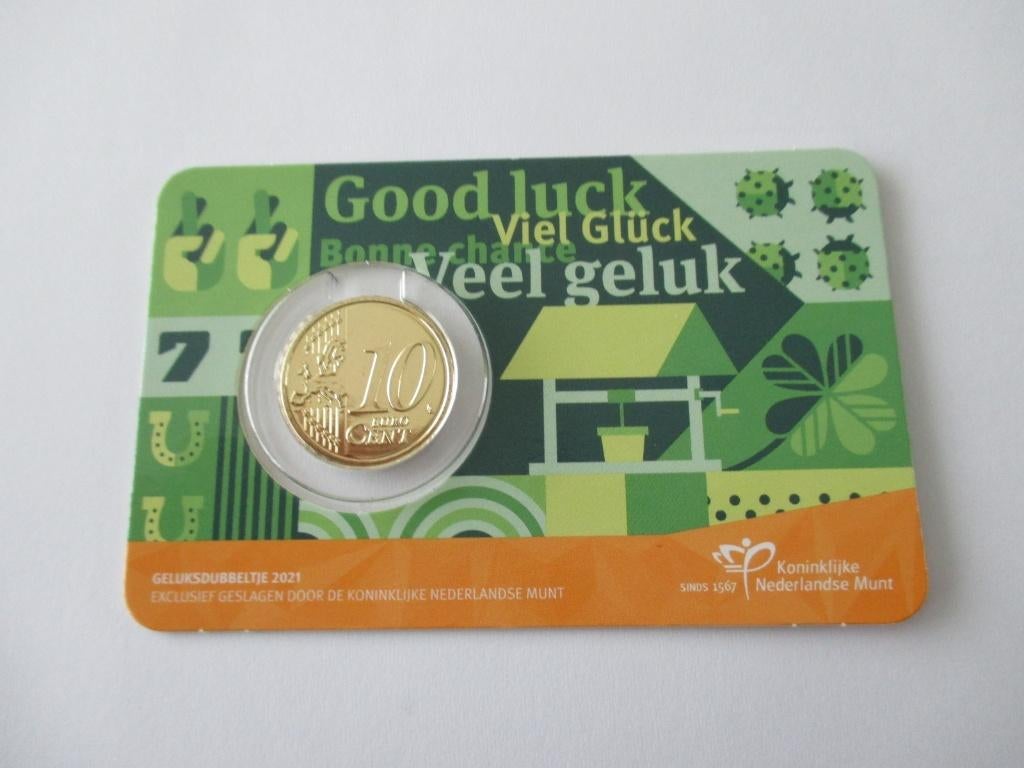 Good luck
Viel Glück
Bonne chance
Veel geluk
7
10
EURO
CENT
GELUKSDUBBELTJE 2021
EXCLUSIEF GESLAGEN DOOR DE KONINKLIJKE NEDERLANDSE MUNT
SINDS 1567
Koninklijke
Nederlandse Munt